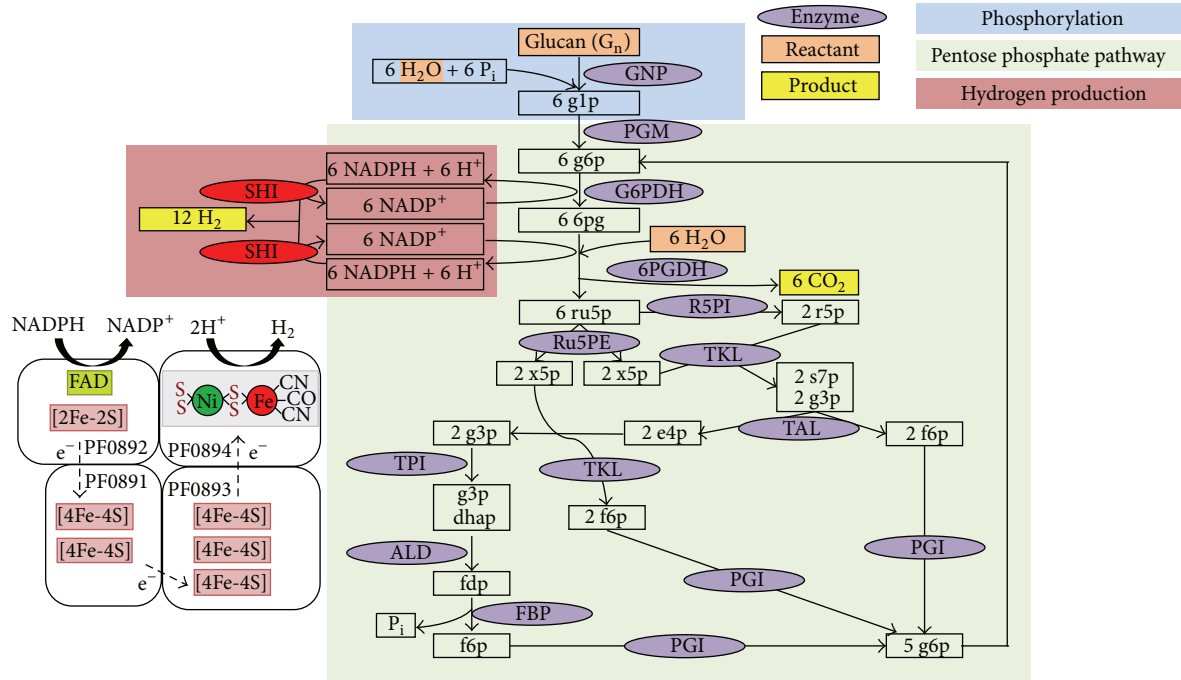 Enzyme
Reactant
Product
Phosphorylation
Pentose phosphate pathway
Hydrogen production
Glucan (Gₙ)
6 H₂O + 6 Pᵢ
GNP
6 g1p
PGM
6 g6p
G6PDH
6 6pg
6 NADPH + 6 H⁺
SHI
6 NADP⁺
12 H₂
6 NADP⁺
SHI
6 NADPH + 6 H⁺
6 H₂O
6PGDH
6 CO₂
6 ru5p
R5PI
2 r5p
Ru5PE
TKL
2 x5p
2 x5p
2 s7p
2 g3p
TAL
2 g3p
2 e4p
2 f6p
TPI
TKL
g3p
dhap
2 f6p
ALD
PGI
PGI
fdp
FBP
Pᵢ
f6p
PGI
5 g6p
NADPH
NADP⁺
2H⁺
H₂
FAD
[2Fe-2S]
S
S
Ni
S
S
Fe
CN
CO
CN
e⁻
PF0892
PF0894
e⁻
PF0891
PF0893
[4Fe-4S]
[4Fe-4S]
[4Fe-4S]
[4Fe-4S]
e⁻
[4Fe-4S]